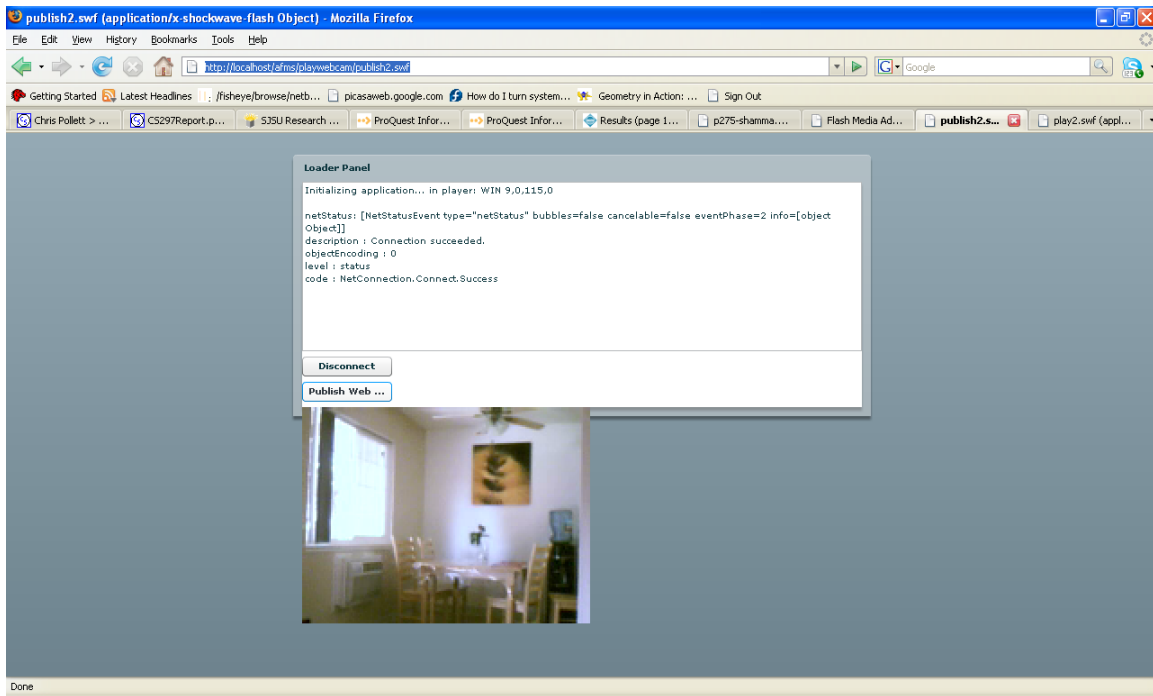 publish2.swf (application/x-shockwave-flash Object) - Mozilla Firefox
File Edit View History Bookmarks Tools Help
http://localhost/afms/playwebcam/publish2.swf
G Google
Getting Started Latest Headlines /fisheye/browse/netb... picasaweb.google.com How do I turn system... Geometry in Action: ... Sign Out
Chris Pollett > ... CS297Report.p... SJSU Research ... ProQuest Infor... ProQuest Infor... Results (page 1... p275-shamma.... Flash Media Ad... publish2.s... play2.swf (appl...
Loader Panel
Initializing application... in player: WIN 9,0,115,0
netStatus: [NetStatusEvent type="netStatus" bubbles=false cancelable=false eventPhase=2 info=[object
Object]]
description : Connection succeeded.
objectEncoding : 0
level : status
code : NetConnection.Connect.Success
Disconnect
Publish Web ...
Done